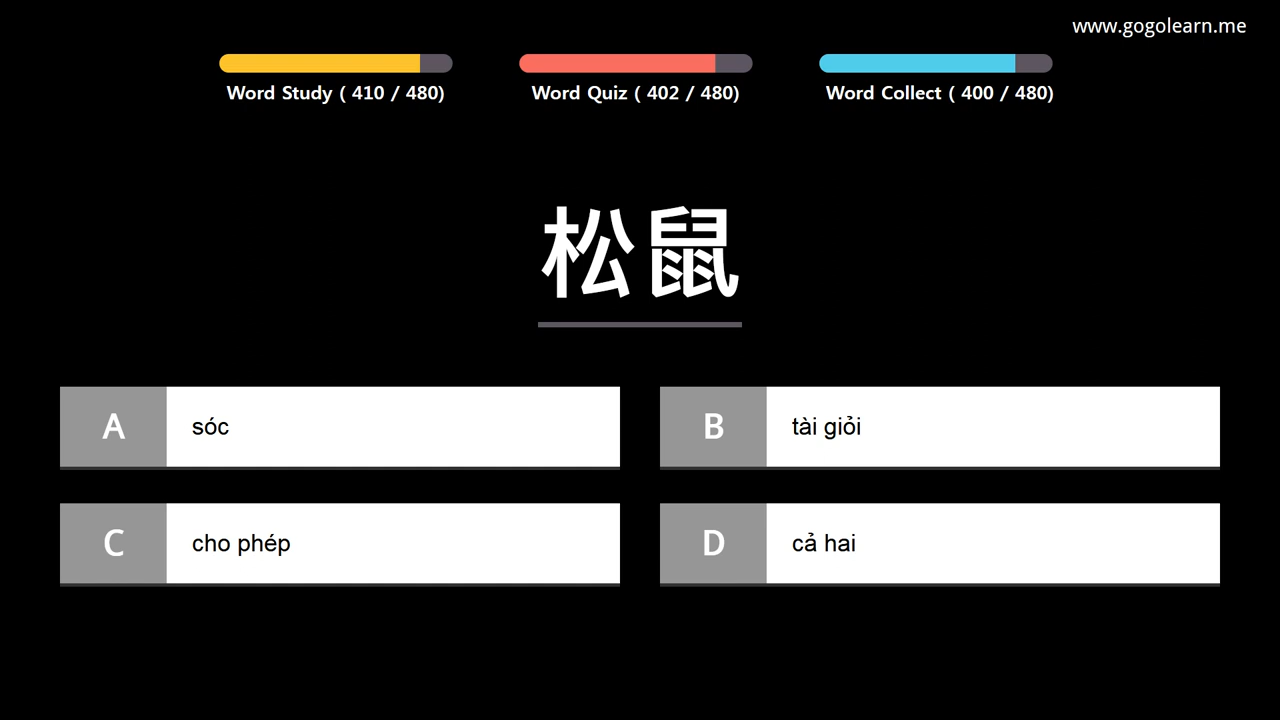 www.gogolearn.me
Word Study ( 410 / 480)
Word Quiz ( 402 / 480)
Word Collect ( 400 / 480)
松鼠
A sóc
B tài giỏi
C cho phép
D cả hai